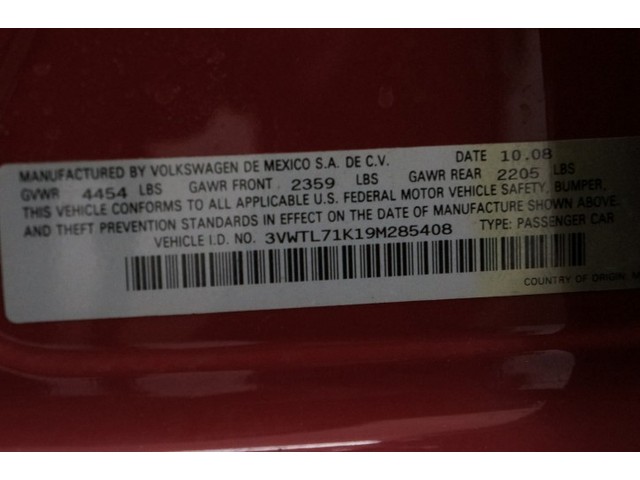 MANUFACTURED BY VOLKSWAGEN DE MEXICO S.A. DE C.V. DATE 10.08
GVWR 4454 LBS GAWR FRONT 2359 LBS GAWR REAR 2205 LBS
THIS VEHICLE CONFORMS TO ALL APPLICABLE U.S. FEDERAL MOTOR VEHICLE SAFETY, BUMPER,
AND THEFT PREVENTION STANDARDS IN EFFECT ON THE DATE OF MANUFACTURE SHOWN ABOVE.
VEHICLE I.D. NO. 3VWTL71K19M285408 TYPE: PASSENGER CAR
COUNTRY OF ORIGIN: M